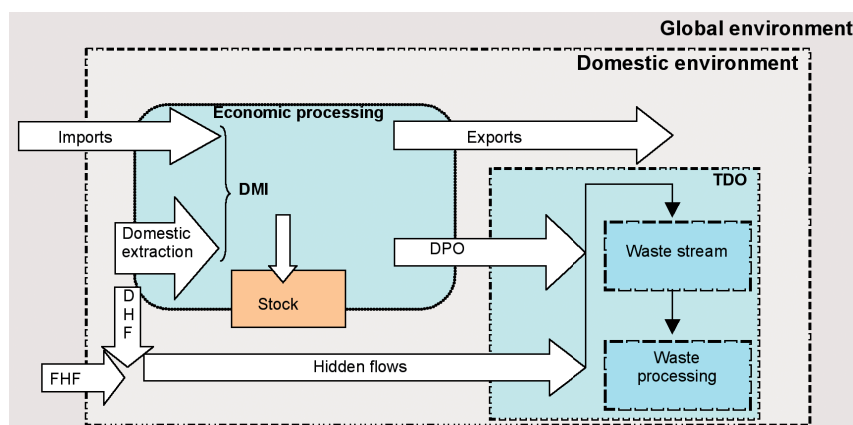 Global environment
Domestic environment
Economic processing
Imports
Exports
TDO
DMI
Domestic
extraction
DPO
Waste stream
D
H
F
Stock
Hidden flows
Waste
processing
FHF